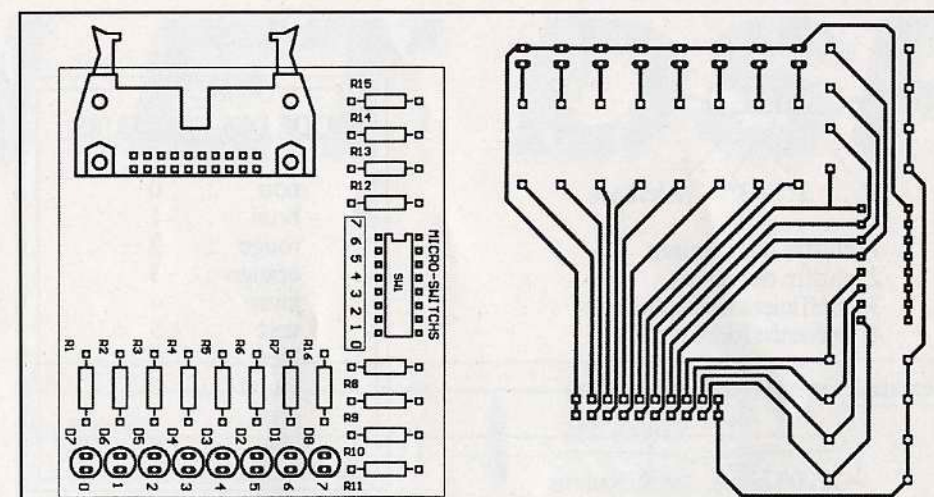 R15
R14
R13
R12
7 6 5 4 3 2 1 0
SW1
MICRO-SWITCHS
R1 R2 R3 R4 R5 R6 R7 R16
R8
R9
R10
R11
D7 D6 D5 D4 D3 D2 D1 D8
0 1 2 3 4 5 6 7